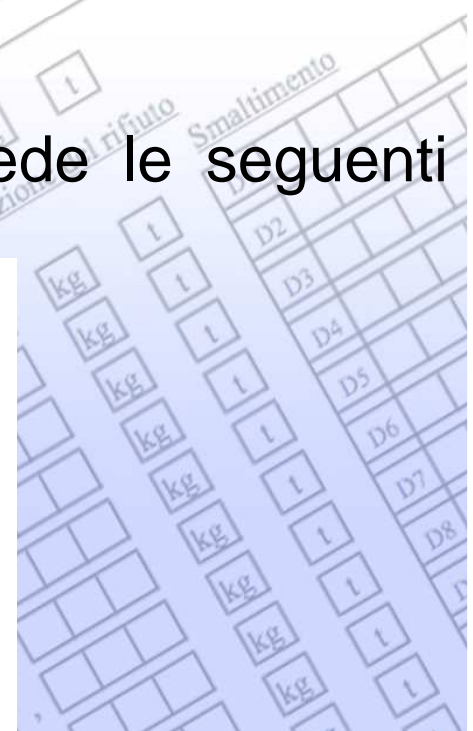 t
rifiuto Smaltimento
ede le seguenti
kg t
kg t D2
kg t D3
kg t D4
kg t D5
kg t D6
kg t D7
kg t D8
kg t
t